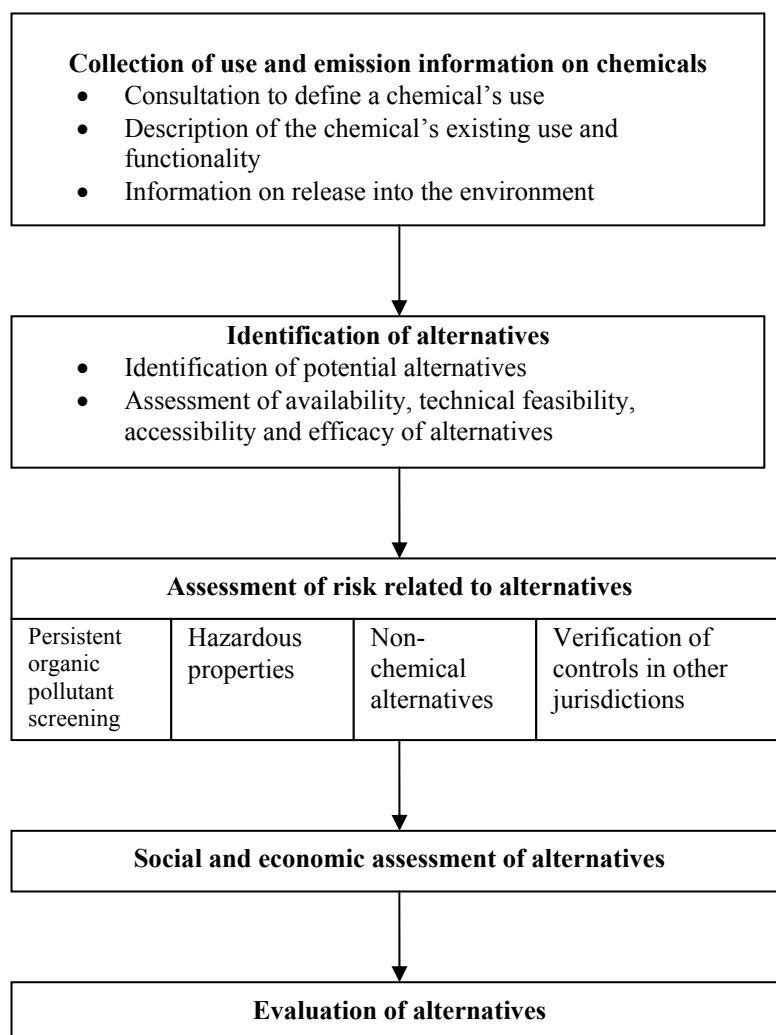 Collection of use and emission information on chemicals
• Consultation to define a chemical’s use
• Description of the chemical’s existing use and
functionality
• Information on release into the environment
Identification of alternatives
• Identification of potential alternatives
• Assessment of availability, technical feasibility,
accessibility and efficacy of alternatives
Assessment of risk related to alternatives
Persistent
organic
pollutant
screening
Hazardous
properties
Non-
chemical
alternatives
Verification of
controls in other
jurisdictions
Social and economic assessment of alternatives
Evaluation of alternatives